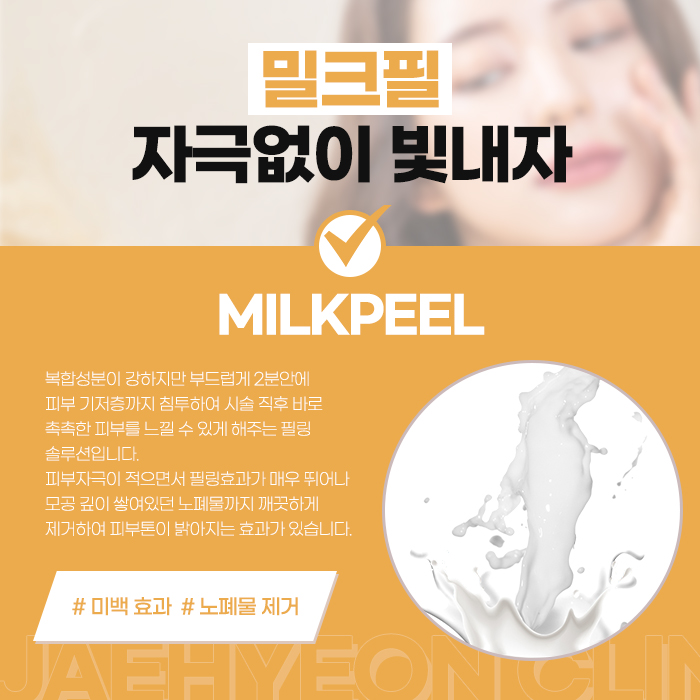 밀크필
자극없이 빛내자
MILKPEEL
복합성분이 강하지만 부드럽게 2분안에
피부 기저층까지 침투하여 시술 직후 바로
촉촉한 피부를 느낄 수 있게 해주는 필링
솔루션입니다.
피부자극이 적으면서 필링효과가 매우 뛰어나
모공 깊이 쌓여있던 노폐물까지 깨끗하게
제거하여 피부톤이 밝아지는 효과가 있습니다.
# 미백 효과 # 노폐물 제거
JAEHYEON CLIN